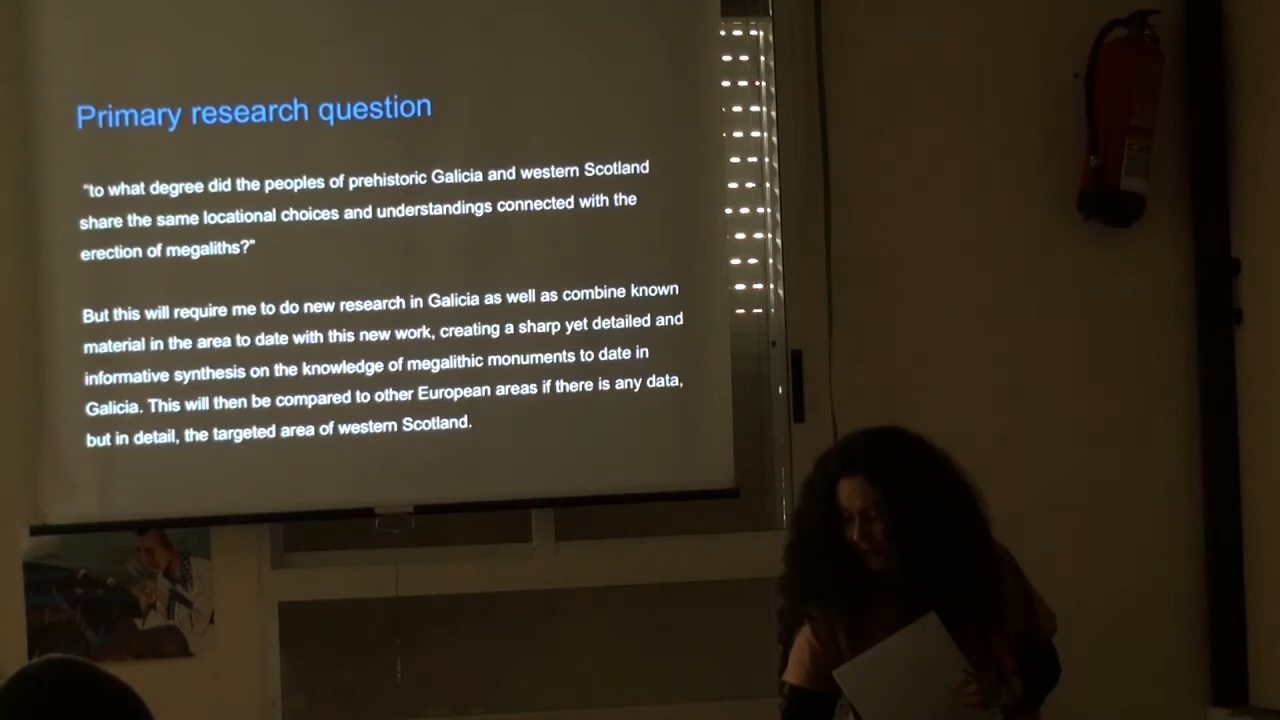 Primary research question
"to what degree did the peoples of prehistoric Galicia and western Scotland
share the same locational choices and understandings connected with the
erection of megaliths?"
But this will require me to do new research in Galicia as well as combine known
material in the area to date with this new work, creating a sharp yet detailed and
informative synthesis on the knowledge of megalithic monuments to date in
Galicia. This will then be compared to other European areas if there is any data,
but in detail, the targeted area of western Scotland.